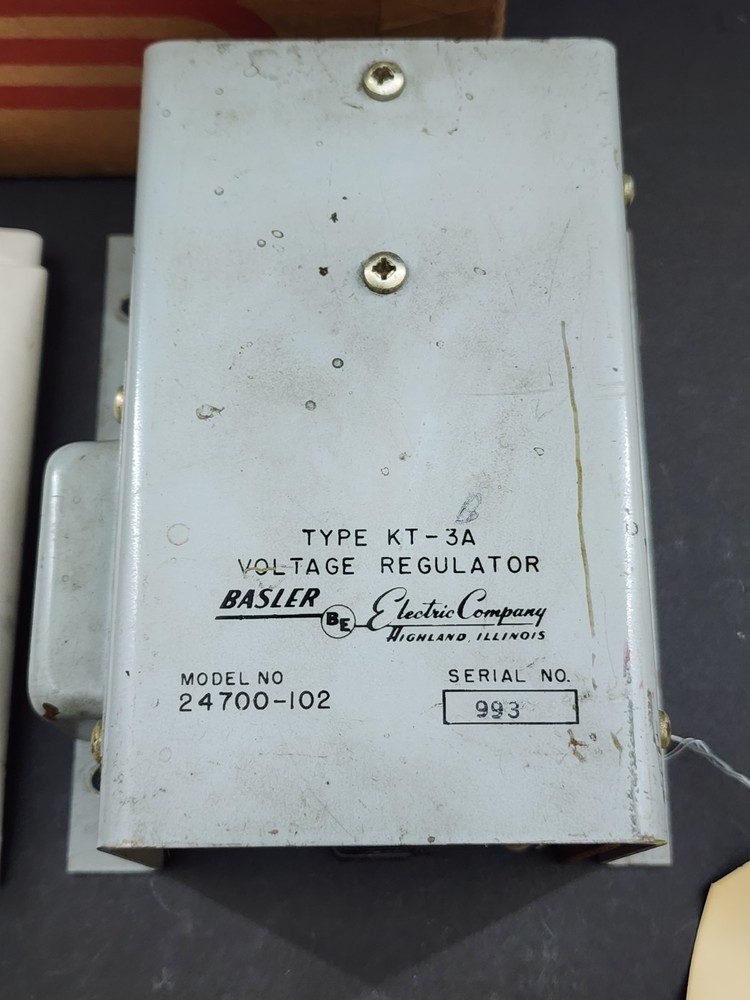 B
TYPE KT-3A
VOLTAGE REGULATOR
BASLER BE Electric Company
HIGHLAND, ILLINOIS
MODEL NO
24700-102
SERIAL NO.
993